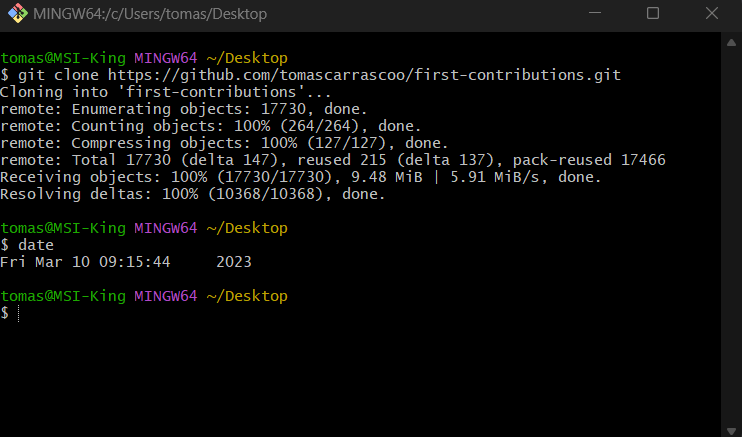 MINGW64:/c/Users/tomas/Desktop
tomas@MSI-King MINGW64 ~/Desktop
$ git clone https://github.com/tomascarrascoo/first-contributions.git
Cloning into 'first-contributions'...
remote: Enumerating objects: 17730, done.
remote: Counting objects: 100% (264/264), done.
remote: Compressing objects: 100% (127/127), done.
remote: Total 17730 (delta 147), reused 215 (delta 137), pack-reused 17466
Receiving objects: 100% (17730/17730), 9.48 MiB | 5.91 MiB/s, done.
Resolving deltas: 100% (10368/10368), done.
tomas@MSI-King MINGW64 ~/Desktop
$ date
Fri Mar 10 09:15:44     2023
tomas@MSI-King MINGW64 ~/Desktop
$